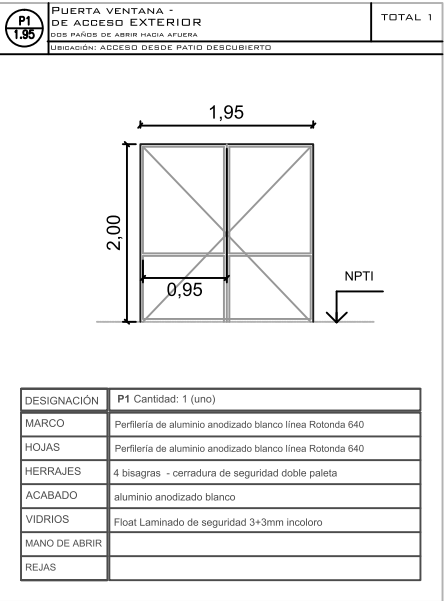 P1
1.95
PUERTA VENTANA -
DE ACCESO EXTERIOR
DOS PAÑOS DE ABRIR HACIA AFUERA
UBICACIÓN: ACCESO DESDE PATIO DESCUBIERTO
TOTAL 1
1,95
2,00
0,95
NPTI
DESIGNACIÓN P1 Cantidad: 1 (uno)
MARCO Perfilería de aluminio anodizado blanco línea Rotonda 640
HOJAS Perfilería de aluminio anodizado blanco línea Rotonda 640
HERRAJES 4 bisagras - cerradura de seguridad doble paleta
ACABADO aluminio anodizado blanco
VIDRIOS Float Laminado de seguridad 3+3mm incoloro
MANO DE ABRIR
REJAS